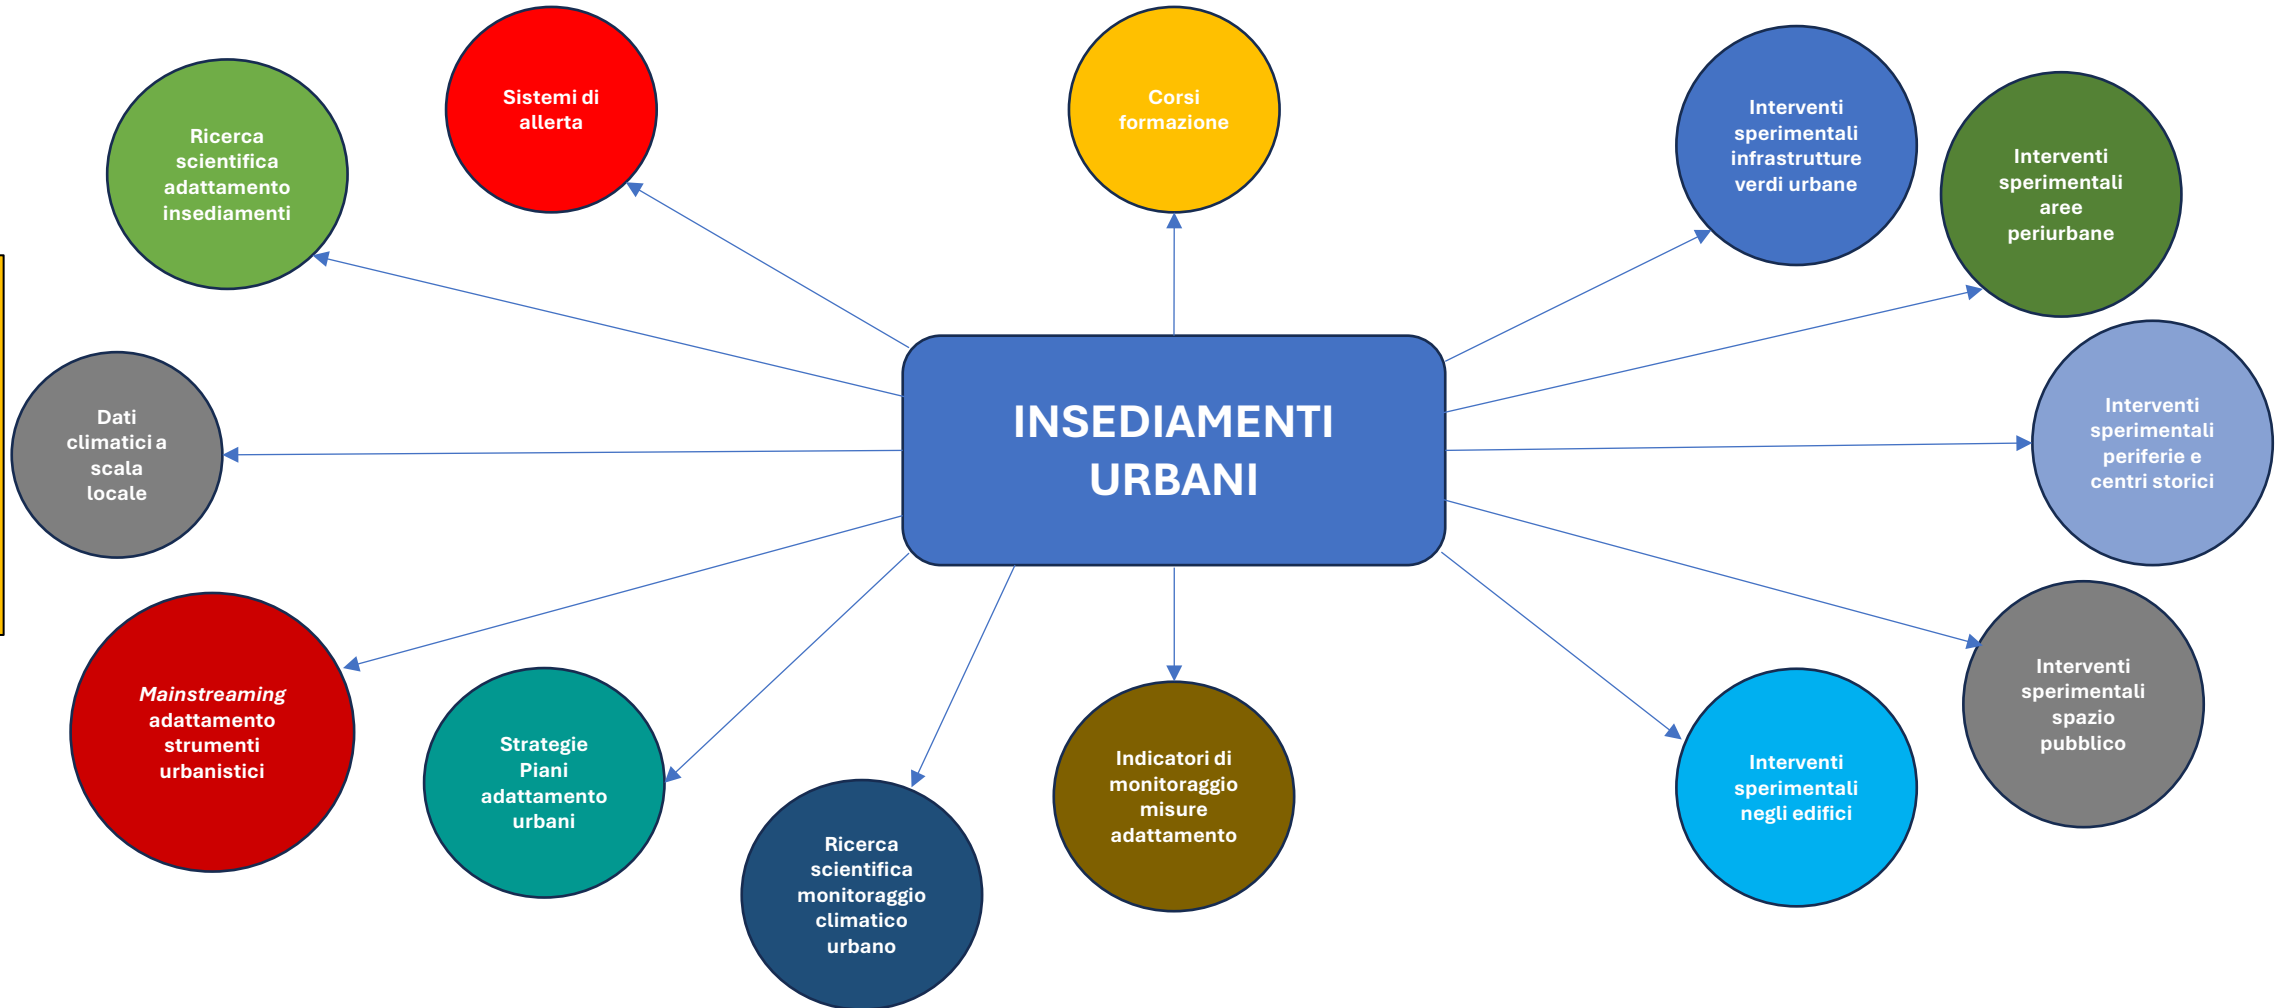 Sistemi di
allerta
Corsi
formazione
Interventi
sperimentali
infrastrutture
verdi urbane
Ricerca
scientifica
adattamento
insediamenti
Interventi
sperimentali
aree
periurbane
INSEDIAMENTI
URBANI
Dati
climatici a
scala
locale
Interventi
sperimentali
periferie e
centri storici
Mainstreaming
adattamento
strumenti
urbanistici
Strategie
Piani
adattamento
urbani
Ricerca
scientifica
monitoraggio
climatico
urbano
Indicatori di
monitoraggio
misure
adattamento
Interventi
sperimentali
negli edifici
Interventi
sperimentali
spazio
pubblico